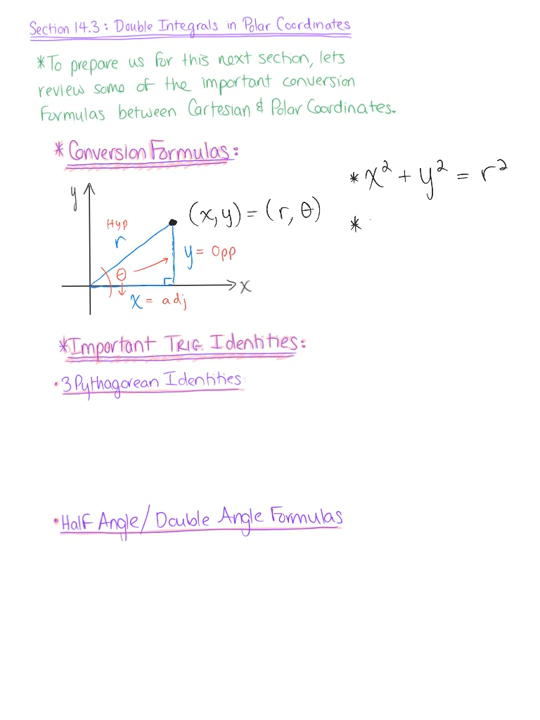 Section 14.3: Double Integrals in Polar Coordinates
*To prepare us for this next section, lets
review some of the important conversion
Formulas between Cartesian & Polar Coordinates.
*Conversion Formulas:
* x² + y² = r²
*
y
Hyp
r
(x, y) = (r, θ)
θ
y = Opp
x
x = adj
*Important TRIG Identities:
• 3 Pythagorean Identities
• Half Angle/Double Angle Formulas